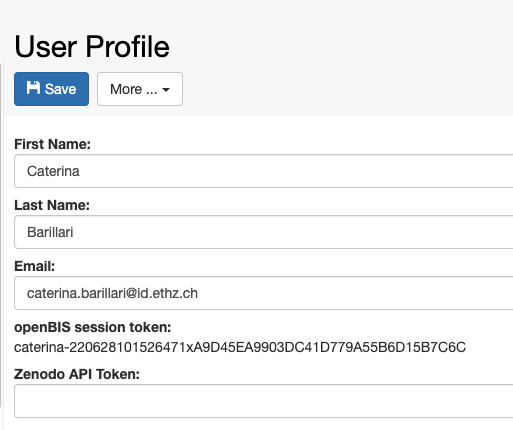 User Profile
Save
More ...
First Name:
Caterina
Last Name:
Barillari
Email:
caterina.barillari@id.ethz.ch
openBIS session token:
caterina-220628101526471xA9D45EA9903DC41D779A55B6D15B7C6C
Zenodo API Token: